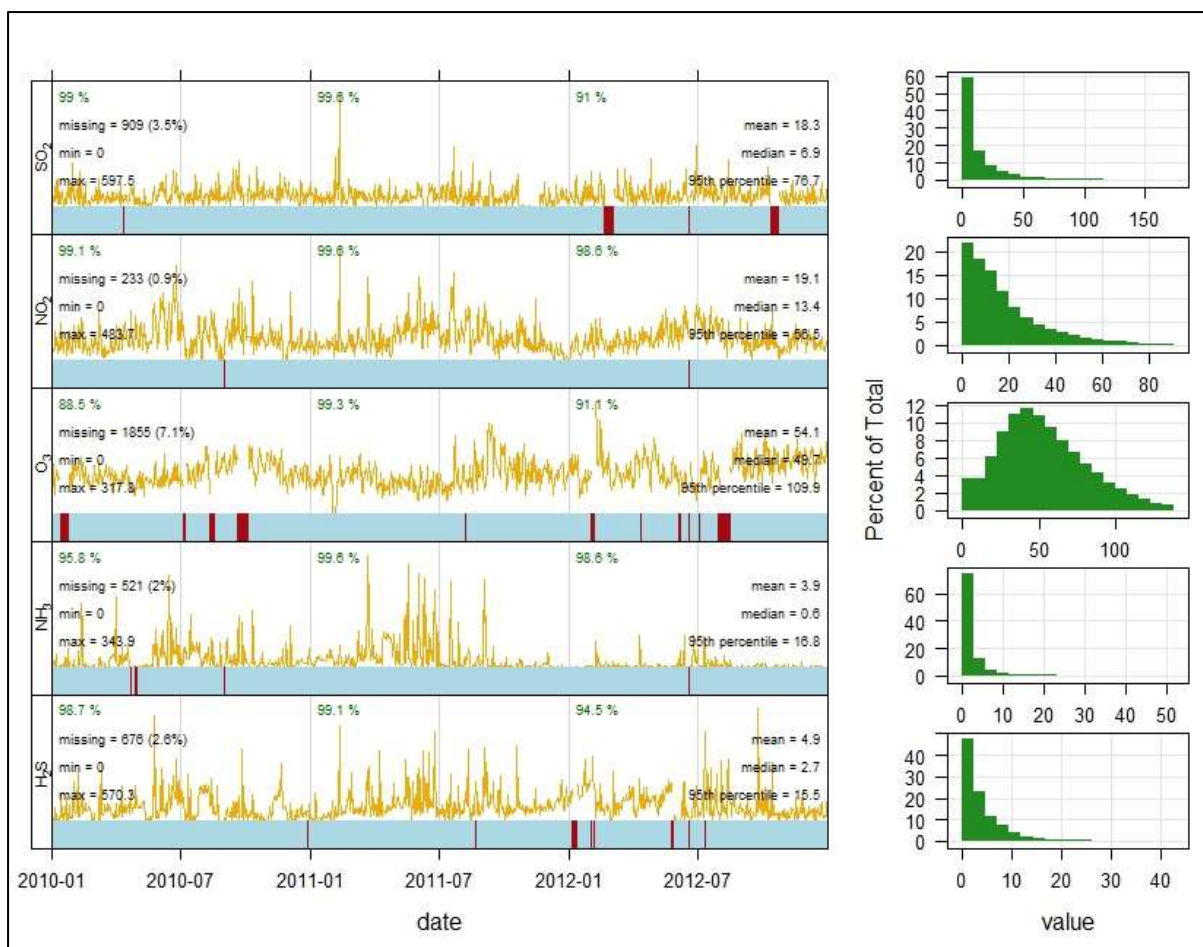 SO2
99 %
99.6 %
91 %
missing = 909 (3.5%)
min = 0
max = 597.5
mean = 18.3
median = 6.9
95th percentile = 76.7
NO2
99.1 %
99.6 %
98.6 %
missing = 233 (0.9%)
min = 0
max = 483.7
mean = 19.1
median = 13.4
95th percentile = 56.5
O3
88.5 %
99.3 %
91.1 %
missing = 1855 (7.1%)
min = 0
max = 317.8
mean = 54.1
median = 49.7
95th percentile = 109.9
NH3
95.8 %
99.6 %
98.6 %
missing = 521 (2%)
min = 0
max = 343.9
mean = 3.9
median = 0.6
95th percentile = 16.8
H2S
98.7 %
99.1 %
94.5 %
missing = 676 (2.6%)
min = 0
max = 570.3
mean = 4.9
median = 2.7
95th percentile = 15.5
2010-01 2010-07 2011-01 2011-07 2012-01 2012-07
date
Percent of Total
60
50
40
30
20
10
0
0 50 100 150
20
15
10
5
0
0 20 40 60 80
12
10
8
6
4
2
0
0 50 100
60
40
20
0
0 10 20 30 40 50
40
30
20
10
0
0 10 20 30 40
value